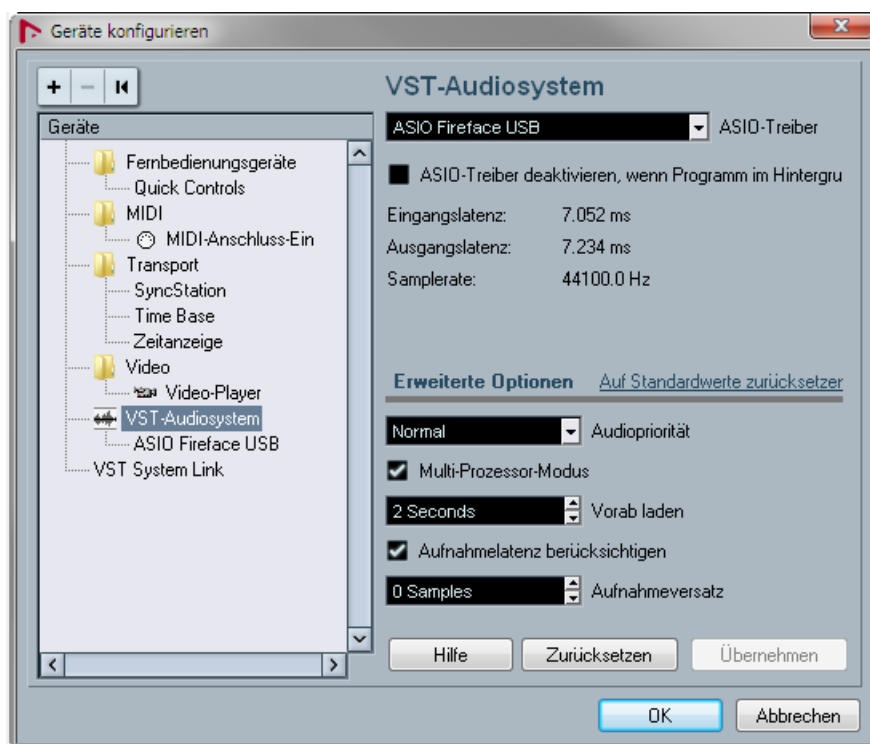 Geräte konfigurieren
Geräte
Fernbedienungsgeräte
Quick Controls
MIDI
MIDI-Anschluss-Ein
Transport
SyncStation
Time Base
Zeitanzeige
Video
Video-Player
VST-Audiosystem
ASIO Fireface USB
VST System Link
VST-Audiosystem
ASIO Fireface USB ASIO-Treiber
ASIO-Treiber deaktivieren, wenn Programm im Hintergru
Eingangslatenz: 7.052 ms
Ausgangslatenz: 7.234 ms
Samplerate: 44100.0 Hz
Erweiterte Optionen Auf Standardwerte zurücksetzer
Normal Audiopriorität
Multi-Prozessor-Modus
2 Seconds Vorab laden
Aufnahmelatenz berücksichtigen
0 Samples Aufnahmeversatz
Hilfe Zurücksetzen Übernehmen
OK Abbrechen